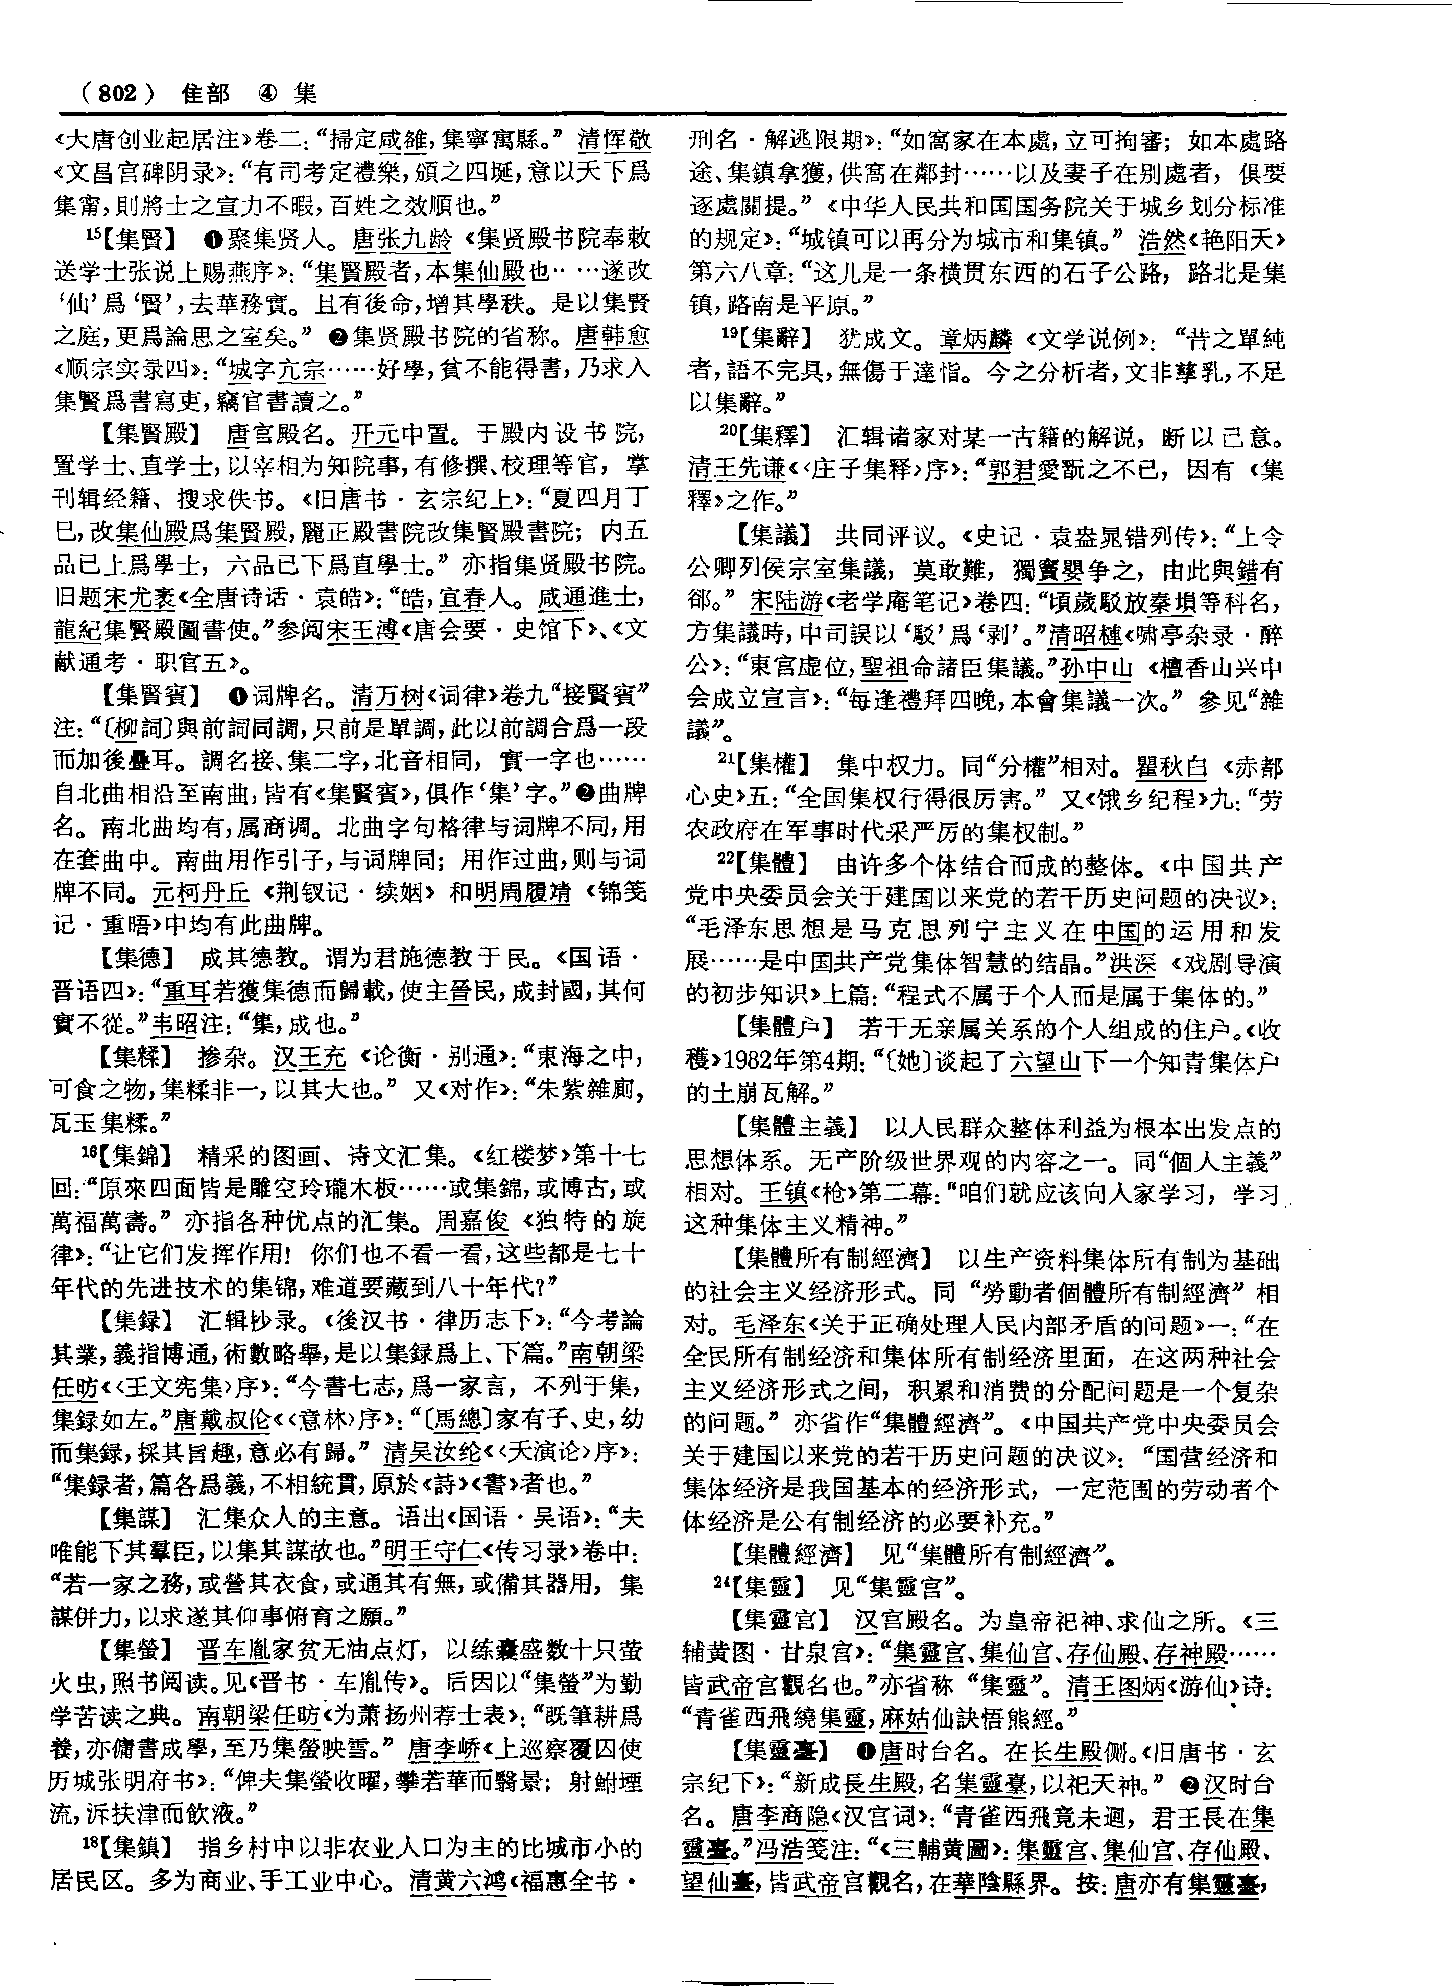 （802） 隹部 ④ 集
《大唐创业起居注》卷二：“掃定咸雒，集寧寓縣。” 清恽敬
《文昌宫碑阴录》：“有司考定禮樂，頒之四埏，意以天下爲
集甯，則將士之宣力不暇，百姓之效順也。”
15【集賢】 ❶聚集贤人。唐张九龄《集贤殿书院奉敕
送学士张说上赐燕序》：“集賢殿者，本集仙殿也……遂改
‘仙’爲‘賢’，去華務實。且有後命，增其學秩。是以集賢
之庭，更爲論思之室矣。” ❷集贤殿书院的省称。唐韩愈
《顺宗实录四》：“城字亢宗……好學，貧不能得書，乃求入
集賢爲書寫吏，竊官書讀之。”
【集賢殿】 唐宫殿名。开元中置。于殿内设书院，
置学士、直学士，以宰相为知院事，有修撰、校理等官，掌
刊辑经籍、搜求佚书。《旧唐书·玄宗纪上》：“夏四月丁
巳，改集仙殿爲集賢殿，麗正殿書院改集賢殿書院；内五
品已上爲學士，六品已下爲直學士。” 亦指集贤殿书院。
旧题宋尤袤《全唐诗话·袁皓》：“皓，宜春人。咸通進士，
龍紀集賢殿圖書使。”参阅宋王溥《唐会要·史馆下》、《文
献通考·职官五》。
【集賢賓】 ❶词牌名。清万树《词律》卷九“接賢賓”
注：“〔柳詞〕與前詞同調，只前是單調，此以前調合爲一段
而加後疊耳。調名接、集二字，北音相同，實一字也……
自北曲相沿至南曲，皆有《集賢賓》，俱作‘集’字。”❷曲牌
名。南北曲均有，属商调。北曲字句格律与词牌不同，用
在套曲中。南曲用作引子，与词牌同；用作过曲，则与词
牌不同。元柯丹丘《荆钗记·续姻》和明周履靖《锦笺
记·重晤》中均有此曲牌。
【集德】 成其德教。谓为君施德教于民。《国语·
晋语四》：“重耳若獲集德而歸載，使主晉民，成封國，其何
實不從。”韦昭注：“集，成也。”
【集糅】 掺杂。汉王充《论衡·别通》：“東海之中，
可食之物，集糅非一，以其大也。” 又《对作》：“朱紫雜廁，
瓦玉集糅。”
16【集錦】 精采的图画、诗文汇集。《红楼梦》第十七
回：“原來四面皆是雕空玲瓏木板……或集錦，或博古，或
萬福萬壽。” 亦指各种优点的汇集。周嘉俊《独特的旋
律》：“让它们发挥作用！你们也不看一看，这些都是七十
年代的先进技术的集锦，难道要藏到八十年代？”
【集録】 汇辑抄录。《後汉书·律历志下》：“今考論
其業，義指博通，術數略舉，是以集録爲上、下篇。”南朝梁
任昉《〈王文宪集〉序》：“今書七志，爲一家言，不列于集，
集録如左。”唐戴叔伦《〈意林〉序》：“〔馬總〕家有子、史，幼
而集録，採其旨趣，意必有歸。” 清吴汝纶《〈天演论〉序》：
“集録者，篇各爲義，不相統貫，原於《詩》《書》者也。”
【集謀】 汇集众人的主意。语出《国语·吴语》：“夫
唯能下其羣臣，以集其謀故也。”明王守仁《传习录》卷中：
“若一家之務，或營其衣食，或通其有無，或備其器用，集
謀併力，以求遂其仰事俯育之願。”
【集螢】 晋车胤家贫无油点灯，以练囊盛数十只萤
火虫，照书阅读。见《晋书·车胤传》。后因以“集螢”为勤
学苦读之典。南朝梁任昉《为萧扬州荐士表》：“既筆耕爲
養，亦傭書成學，至乃集螢映雪。” 唐李峤《上巡察覆囚使
历城张明府书》：“俾夫集螢收曜，攀若華而翳景；射鮒堙
流，泝扶津而飲液。”
18【集鎮】 指乡村中以非农业人口为主的比城市小的
居民区。多为商业、手工业中心。清黄六鸿《福惠全书·
刑名·解逃限期》：“如窩家在本處，立可拘審；如本處路
途、集鎮拿獲，供窩在鄰封……以及妻子在别處者，俱要
逐處關提。”《中华人民共和国国务院关于城乡划分标准
的规定》：“城镇可以再分为城市和集镇。” 浩然《艳阳天》
第六八章：“这儿是一条横贯东西的石子公路，路北是集
镇，路南是平原。”
19【集辭】 犹成文。章炳麟《文学说例》：“昔之單純
者，語不完具，無傷于達恉。今之分析者，文非孳乳，不足
以集辭。”
20【集釋】 汇辑诸家对某一古籍的解说，断以己意。
清王先谦《〈庄子集释〉序》：“郭君愛翫之不已，因有《集
釋》之作。”
【集議】 共同评议。《史记·袁盎晁错列传》：“上令
公卿列侯宗室集議，莫敢難，獨竇嬰争之，由此與錯有
郤。” 宋陆游《老学庵笔记》卷四：“頃歲駁放秦塤等科名，
方集議時，中司誤以‘駁’爲‘剥’。”清昭槤《啸亭杂录·醉
公》：“東宫虚位，聖祖命諸臣集議。”孙中山《檀香山兴中
会成立宣言》：“每逢禮拜四晚，本會集議一次。” 参见“雜
議”。
21【集權】 集中权力。同“分權”相对。瞿秋白《赤都
心史》五：“全国集权行得很厉害。” 又《饿乡纪程》九：“劳
农政府在军事时代采严厉的集权制。”
22【集體】 由许多个体结合而成的整体。《中国共产
党中央委员会关于建国以来党的若干历史问题的决议》：
“毛泽东思想是马克思列宁主义在中国的运用和发
展……是中国共产党集体智慧的结晶。”洪深《戏剧导演
的初步知识》上篇：“程式不属于个人而是属于集体的。”
【集體户】 若干无亲属关系的个人组成的住户。《收
穫》1982年第4期：“〔她〕谈起了六望山下一个知青集体户
的土崩瓦解。”
【集體主義】 以人民群众整体利益为根本出发点的
思想体系。无产阶级世界观的内容之一。同“個人主義”
相对。王镇《枪》第二幕：“咱们就应该向人家学习，学习
这种集体主义精神。”
【集體所有制經濟】 以生产资料集体所有制为基础
的社会主义经济形式。同“勞動者個體所有制經濟”相
对。毛泽东《关于正确处理人民内部矛盾的问题》一：“在
全民所有制经济和集体所有制经济里面，在这两种社会
主义经济形式之间，积累和消费的分配问题是一个复杂
的问题。” 亦省作“集體經濟”。《中国共产党中央委员会
关于建国以来党的若干历史问题的决议》：“国营经济和
集体经济是我国基本的经济形式，一定范围的劳动者个
体经济是公有制经济的必要补充。”
【集體經濟】 见“集體所有制經濟”。
24【集靈】 见“集靈宫”。
【集靈宫】 汉宫殿名。为皇帝祀神、求仙之所。《三
辅黄图·甘泉宫》：“集靈宫、集仙宫、存仙殿、存神殿……
皆武帝宫觀名也。”亦省称“集靈”。清王图炳《游仙》诗：
“青雀西飛繞集靈，麻姑仙訣悟熊經。”
【集靈臺】 ❶唐时台名。在长生殿侧。《旧唐书·玄
宗纪下》：“新成長生殿，名集靈臺，以祀天神。” ❷汉时台
名。唐李商隐《汉宫词》：“青雀西飛竟未迴，君王長在集
靈臺。”冯浩笺注：“《三輔黄圖》：集靈宫、集仙宫、存仙殿、
望仙臺，皆武帝宫觀名，在華陰縣界。按：唐亦有集靈臺，